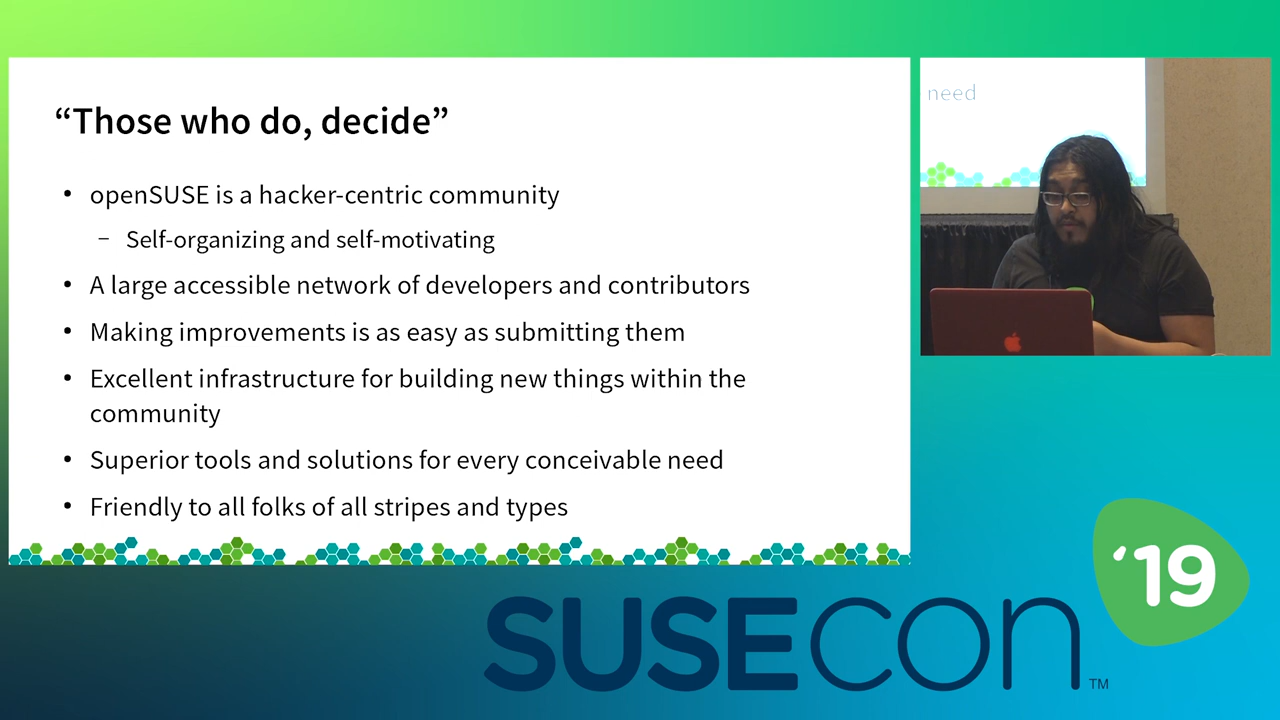 “Those who do, decide”
• openSUSE is a hacker-centric community
– Self-organizing and self-motivating
• A large accessible network of developers and contributors
• Making improvements is as easy as submitting them
• Excellent infrastructure for building new things within the
community
• Superior tools and solutions for every conceivable need
• Friendly to all folks of all stripes and types
need
‘19
SUSECON™